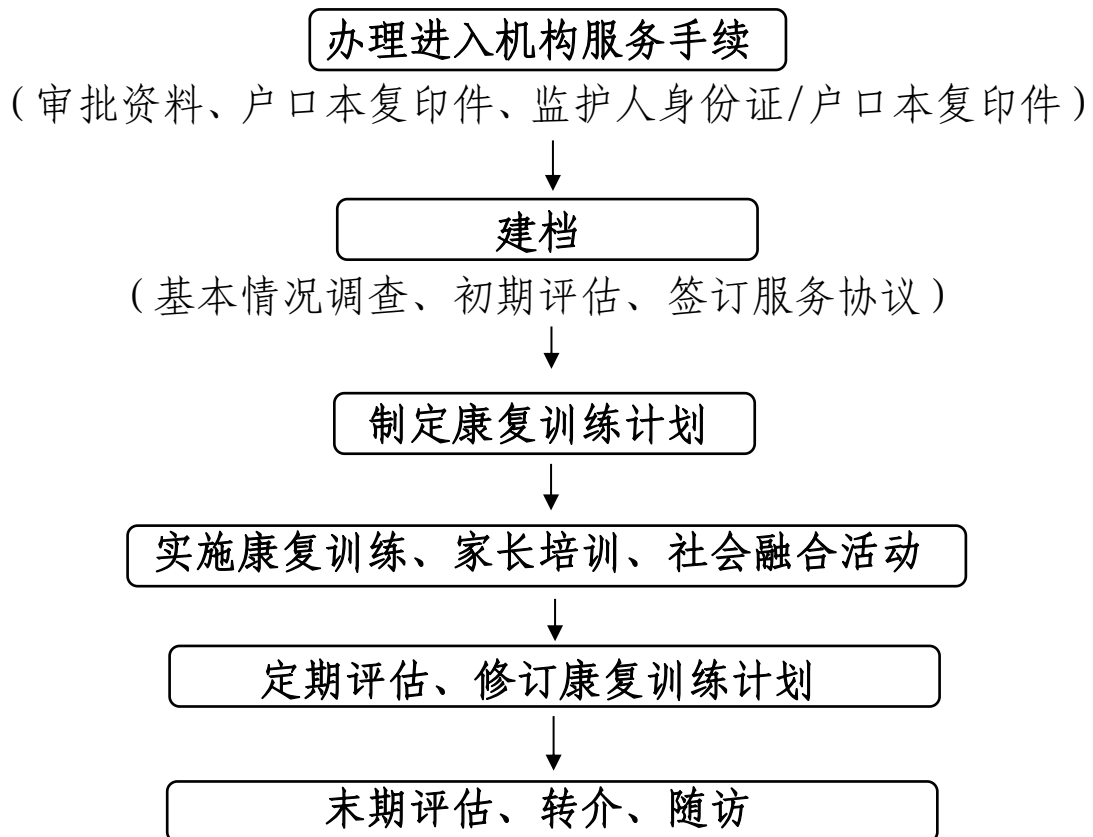 办理进入机构服务手续
（审批资料、户口本复印件、监护人身份证/户口本复印件）
建档
（基本情况调查、初期评估、签订服务协议）
制定康复训练计划
实施康复训练、家长培训、社会融合活动
定期评估、修订康复训练计划
末期评估、转介、随访